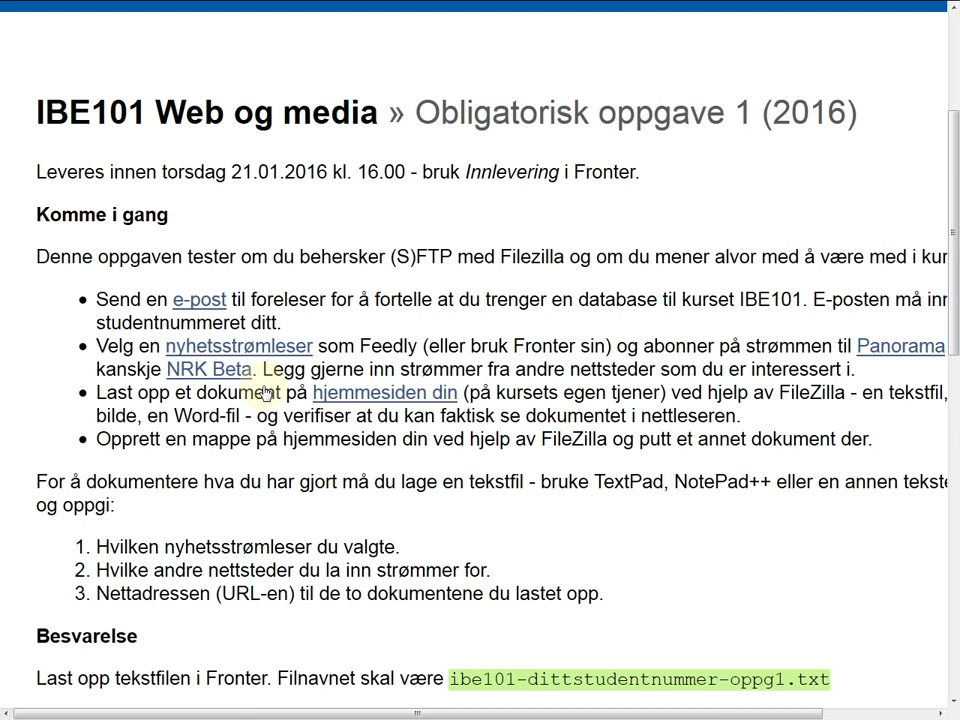 IBE101 Web og media » Obligatorisk oppgave 1 (2016)
Leveres innen torsdag 21.01.2016 kl. 16.00 - bruk Innlevering i Fronter.
Komme i gang
Denne oppgaven tester om du behersker (S)FTP med Filezilla og om du mener alvor med å være med i
Send en e-post til foreleser for å fortelle at du trenger en database til kurset IBE101. E-posten må
studentnummeret ditt.
Velg en nyhetsstrømleser som Feedly (eller bruk Fronter sin) og abonner på strømmen til Panorama
kanskje NRK Beta. Legg gjerne inn strømmer fra andre nettsteder som du er interessert i.
Last opp et dokument på hjemmesiden din (på kursets egen tjener) ved hjelp av FileZilla - en tekstfil,
bilde, en Word-fil - og verifiser at du kan faktisk se dokumentet i nettleseren.
Opprett en mappe på hjemmesiden din ved hjelp av FileZilla og putt et annet dokument der.
For å dokumentere hva du har gjort må du lage en tekstfil - bruke TextPad, NotePad++ eller en annen
og oppgi:
1. Hvilken nyhetsstrømleser du valgte.
2. Hvilke andre nettsteder du la inn strømmer for.
3. Nettadressen (URL-en) til de to dokumentene du lastet opp.
Besvarelse
Last opp tekstfilen i Fronter. Filnavnet skal være ibe101-dittstudentnummer-oppg1.txt